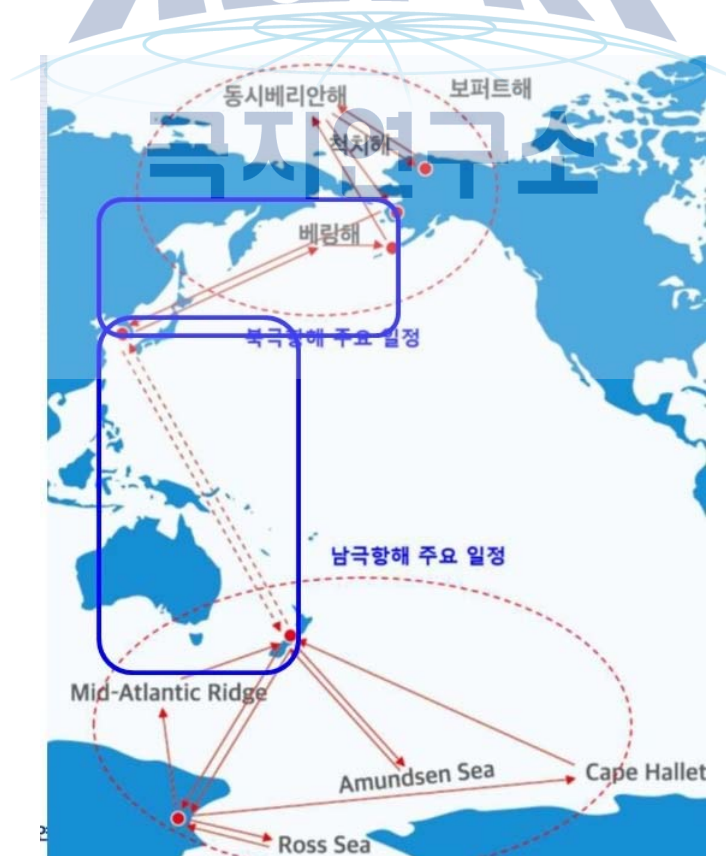 극지연구소
동시베리안해
보퍼트해
척치해
베링해
북극항해 주요 일정
남극항해 주요 일정
Mid-Atlantic Ridge
Amundsen Sea
Cape Hallet
Ross Sea